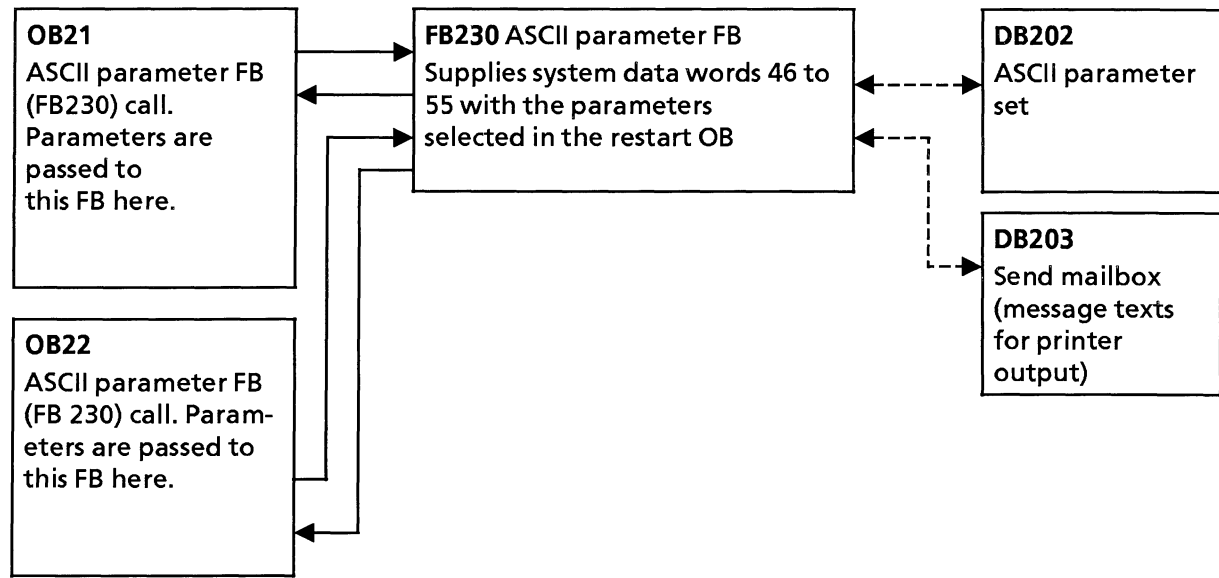 OB21
ASCII parameter FB
(FB230) call.
Parameters are
passed to
this FB here.
FB230 ASCII parameter FB
Supplies system data words 46 to
55 with the parameters
selected in the restart OB
DB202
ASCII parameter
set
DB203
Send mailbox
(message texts
for printer
output)
OB22
ASCII parameter FB
(FB 230) call. Param-
eters are passed to
this FB here.